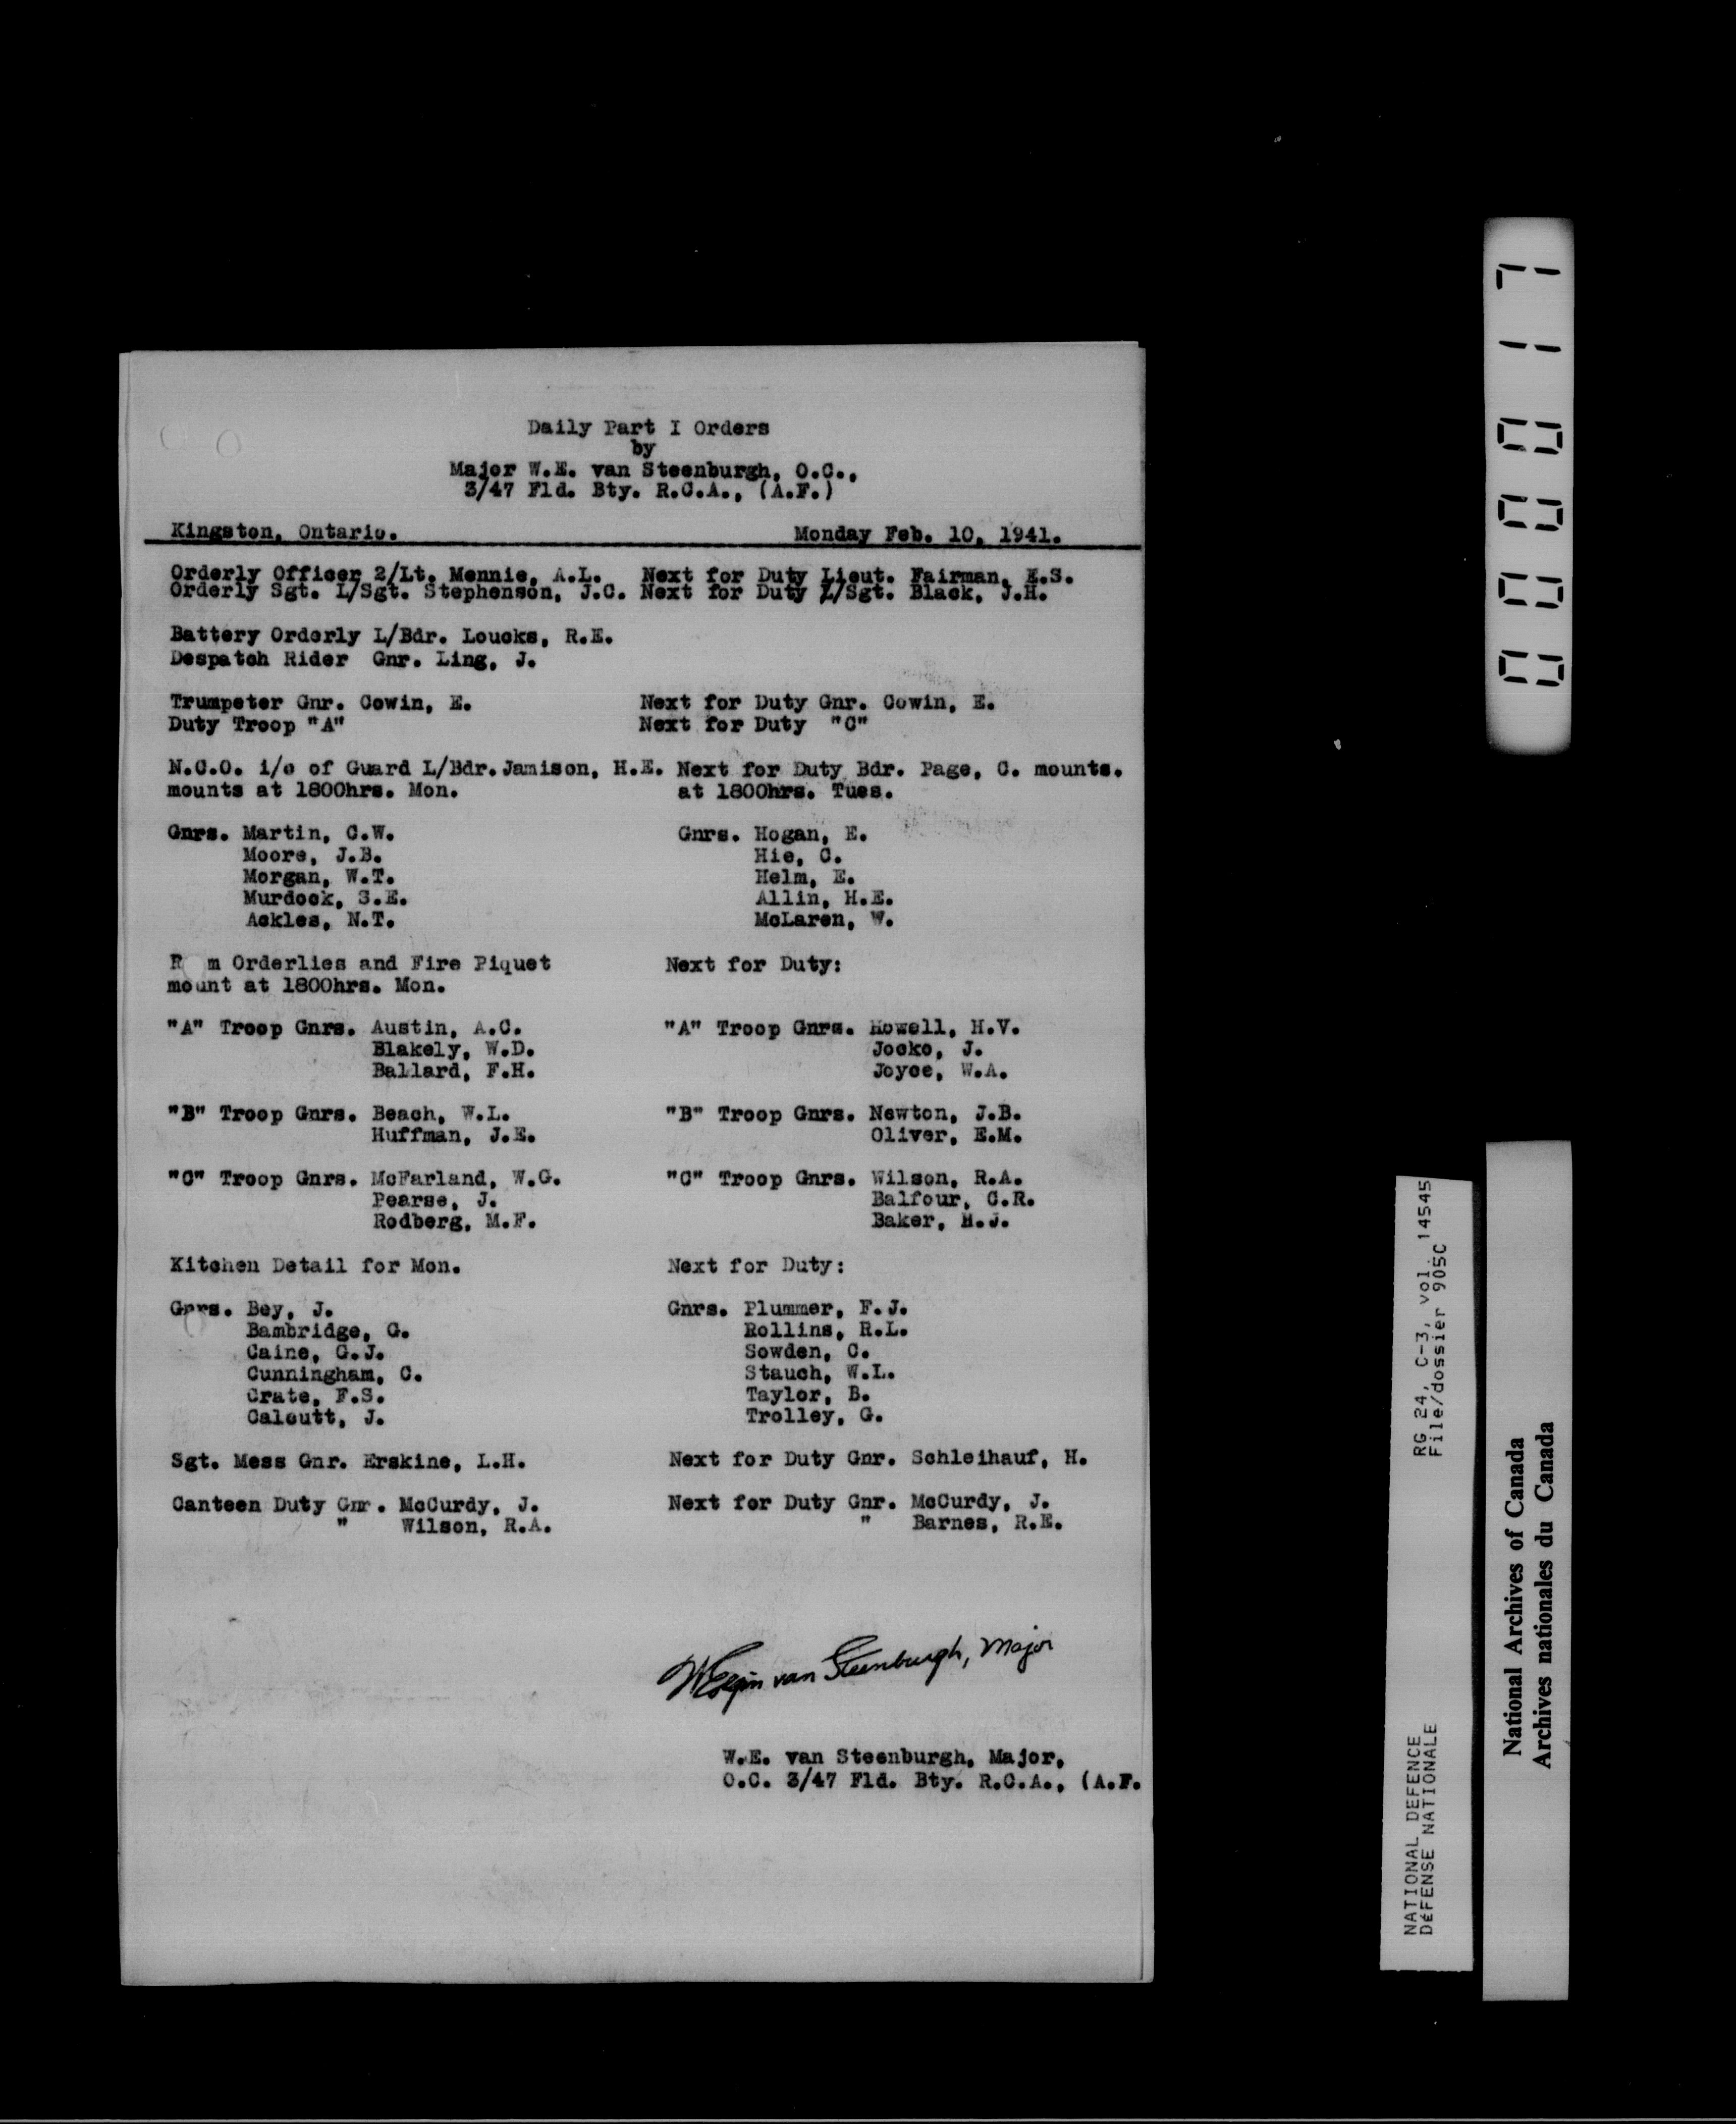 Daily Part I Orders
by
Major W.E. van Steenburgh, O.C.,
3/47 Fld. Bty. R.C.A., (A.F.)
Kingston, Ontario. Monday Feb. 10, 1941.
Orderly Officer 2/Lt. Mennie, A.L. Next for Duty Lieut. Fairman, E.S.
Orderly Sgt. L/Sgt. Stephenson, J.C. Next for Duty L/Sgt. Black, J.H.
Battery Orderly L/Bdr. Loucks, R.E.
Despatch Rider Gnr. Ling, J.
Trumpeter Gnr. Cowin, E. Next for Duty Gnr. Cowin, E.
Duty Troop "A" Next for Duty "C"
N.C.O. i/c of Guard L/Bdr. Jamison, H.E. Next for Duty Bdr. Page, C. mounts.
mounts at 1800hrs. Mon. at 1800hrs. Tues.
Gnrs. Martin, C.W. Gnrs. Hogan, E.
Moore, J.B. Hie, C.
Morgan, W.T. Helm, E.
Murdock, S.E. Allin, H.E.
Ackles, N.T. McLaren, W.
R m Orderlies and Fire Piquet Next for Duty:
mount at 1800hrs. Mon.
"A" Troop Gnrs. Austin, A.C. "A" Troop Gnrs. Howell, H.V.
Blakely, W.D. Jocko, J.
Ballard, F.H. Joyce, W.A.
"B" Troop Gnrs. Beach, W.L. "B" Troop Gnrs. Newton, J.B.
Huffman, J.E. Oliver, E.M.
"C" Troop Gnrs. McFarland, W.G. "C" Troop Gnrs. Wilson, R.A.
Pearse, J. Balfour, C.R.
Rodberg, M.F. Baker, H.J.
Kitchen Detail for Mon. Next for Duty:
Gnrs. Bey, J. Gnrs. Plummer, F.J.
Bambridge, G. Rollins, R.L.
Caine, G.J. Sowden, C.
Cunningham, C. Stauch, W.L.
Crate, F.S. Taylor, B.
Calcutt, J. Trolley, G.
Sgt. Mess Gnr. Erskine, L.H. Next for Duty Gnr. Schleihauf, H.
Canteen Duty Gnr. McCurdy, J. Next for Duty Gnr. McCurdy, J.
" Wilson, R.A. " Barnes, R.E.
van Steenburgh, Major
W.E. van Steenburgh, Major,
O.C. 3/47 Fld. Bty. R.C.A., (A.F.
0000117
NATIONAL DEFENCE RG 24, C-3, vol. 14545
DÉFENSE NATIONALE File/dossier 905C
National Archives of Canada
Archives nationales du Canada